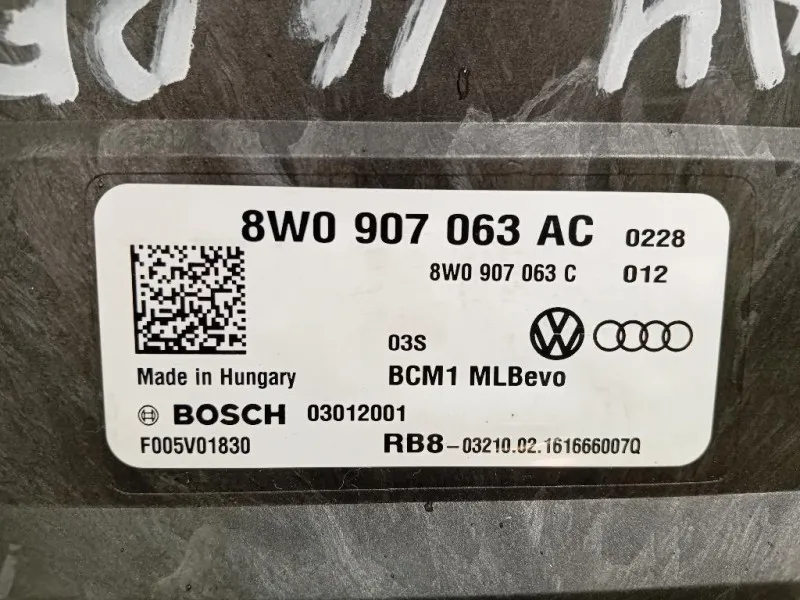 8W0 907 063 AC 0228
8W0 907 063 C 012
03S
Made in Hungary BCM1 MLBevo
BOSCH 03012001
F005V01830 RB8-03210.02.161666007Q